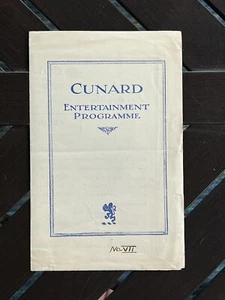 CUNARD
ENTERTAINMENT
PROGRAMME
No. VII